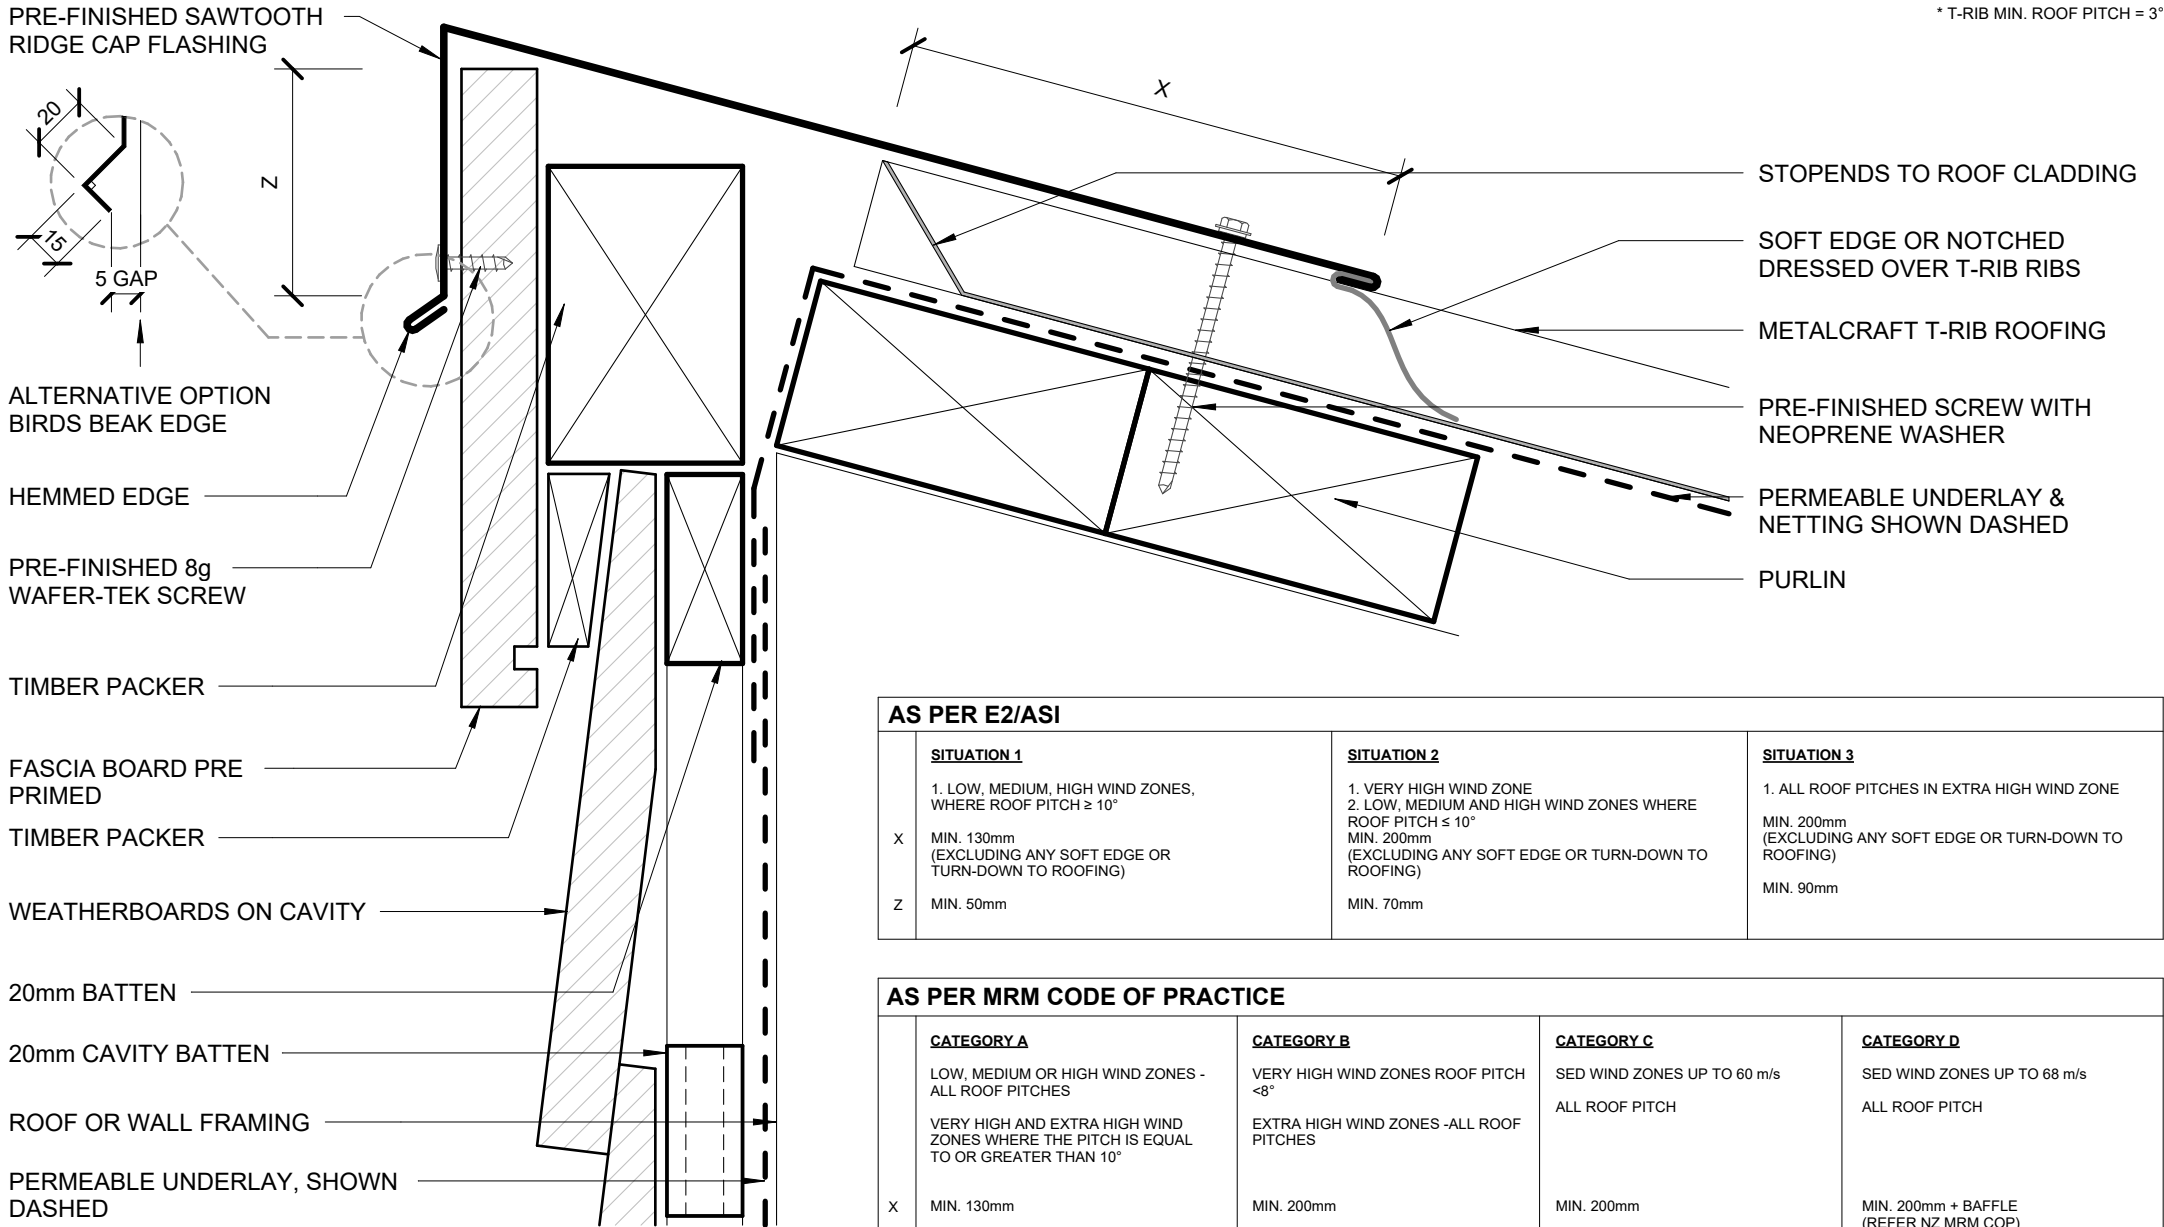 * T-RIB MIN. ROOF PITCH = 3°
PRE-FINISHED SAWTOOTH
RIDGE CAP FLASHING
20
15
5 GAP
Z
X
ALTERNATIVE OPTION
BIRDS BEAK EDGE
HEMMED EDGE
PRE-FINISHED 8g
WAFER-TEK SCREW
TIMBER PACKER
FASCIA BOARD PRE
PRIMED
TIMBER PACKER
WEATHERBOARDS ON CAVITY
20mm BATTEN
20mm CAVITY BATTEN
ROOF OR WALL FRAMING
PERMEABLE UNDERLAY, SHOWN
DASHED
STOPENDS TO ROOF CLADDING
SOFT EDGE OR NOTCHED
DRESSED OVER T-RIB RIBS
METALCRAFT T-RIB ROOFING
PRE-FINISHED SCREW WITH
NEOPRENE WASHER
PERMEABLE UNDERLAY &
NETTING SHOWN DASHED
PURLIN
AS PER E2/ASI
X
Z
SITUATION 1
1. LOW, MEDIUM, HIGH WIND ZONES,
WHERE ROOF PITCH ≥ 10°
MIN. 130mm
(EXCLUDING ANY SOFT EDGE OR
TURN-DOWN TO ROOFING)
MIN. 50mm
SITUATION 2
1. VERY HIGH WIND ZONE
2. LOW, MEDIUM AND HIGH WIND ZONES WHERE
ROOF PITCH ≤ 10°
MIN. 200mm
(EXCLUDING ANY SOFT EDGE OR TURN-DOWN TO
ROOFING)
MIN. 70mm
SITUATION 3
1. ALL ROOF PITCHES IN EXTRA HIGH WIND ZONE
MIN. 200mm
(EXCLUDING ANY SOFT EDGE OR TURN-DOWN TO
ROOFING)
MIN. 90mm
AS PER MRM CODE OF PRACTICE
X
CATEGORY A
LOW, MEDIUM OR HIGH WIND ZONES -
ALL ROOF PITCHES
VERY HIGH AND EXTRA HIGH WIND
ZONES WHERE THE PITCH IS EQUAL
TO OR GREATER THAN 10°
MIN. 130mm
CATEGORY B
VERY HIGH WIND ZONES ROOF PITCH
<8°
EXTRA HIGH WIND ZONES -ALL ROOF
PITCHES
MIN. 200mm
CATEGORY C
SED WIND ZONES UP TO 60 m/s
ALL ROOF PITCH
MIN. 200mm
CATEGORY D
SED WIND ZONES UP TO 68 m/s
ALL ROOF PITCH
MIN. 200mm + BAFFLE
(REFER NZ MRM COP)